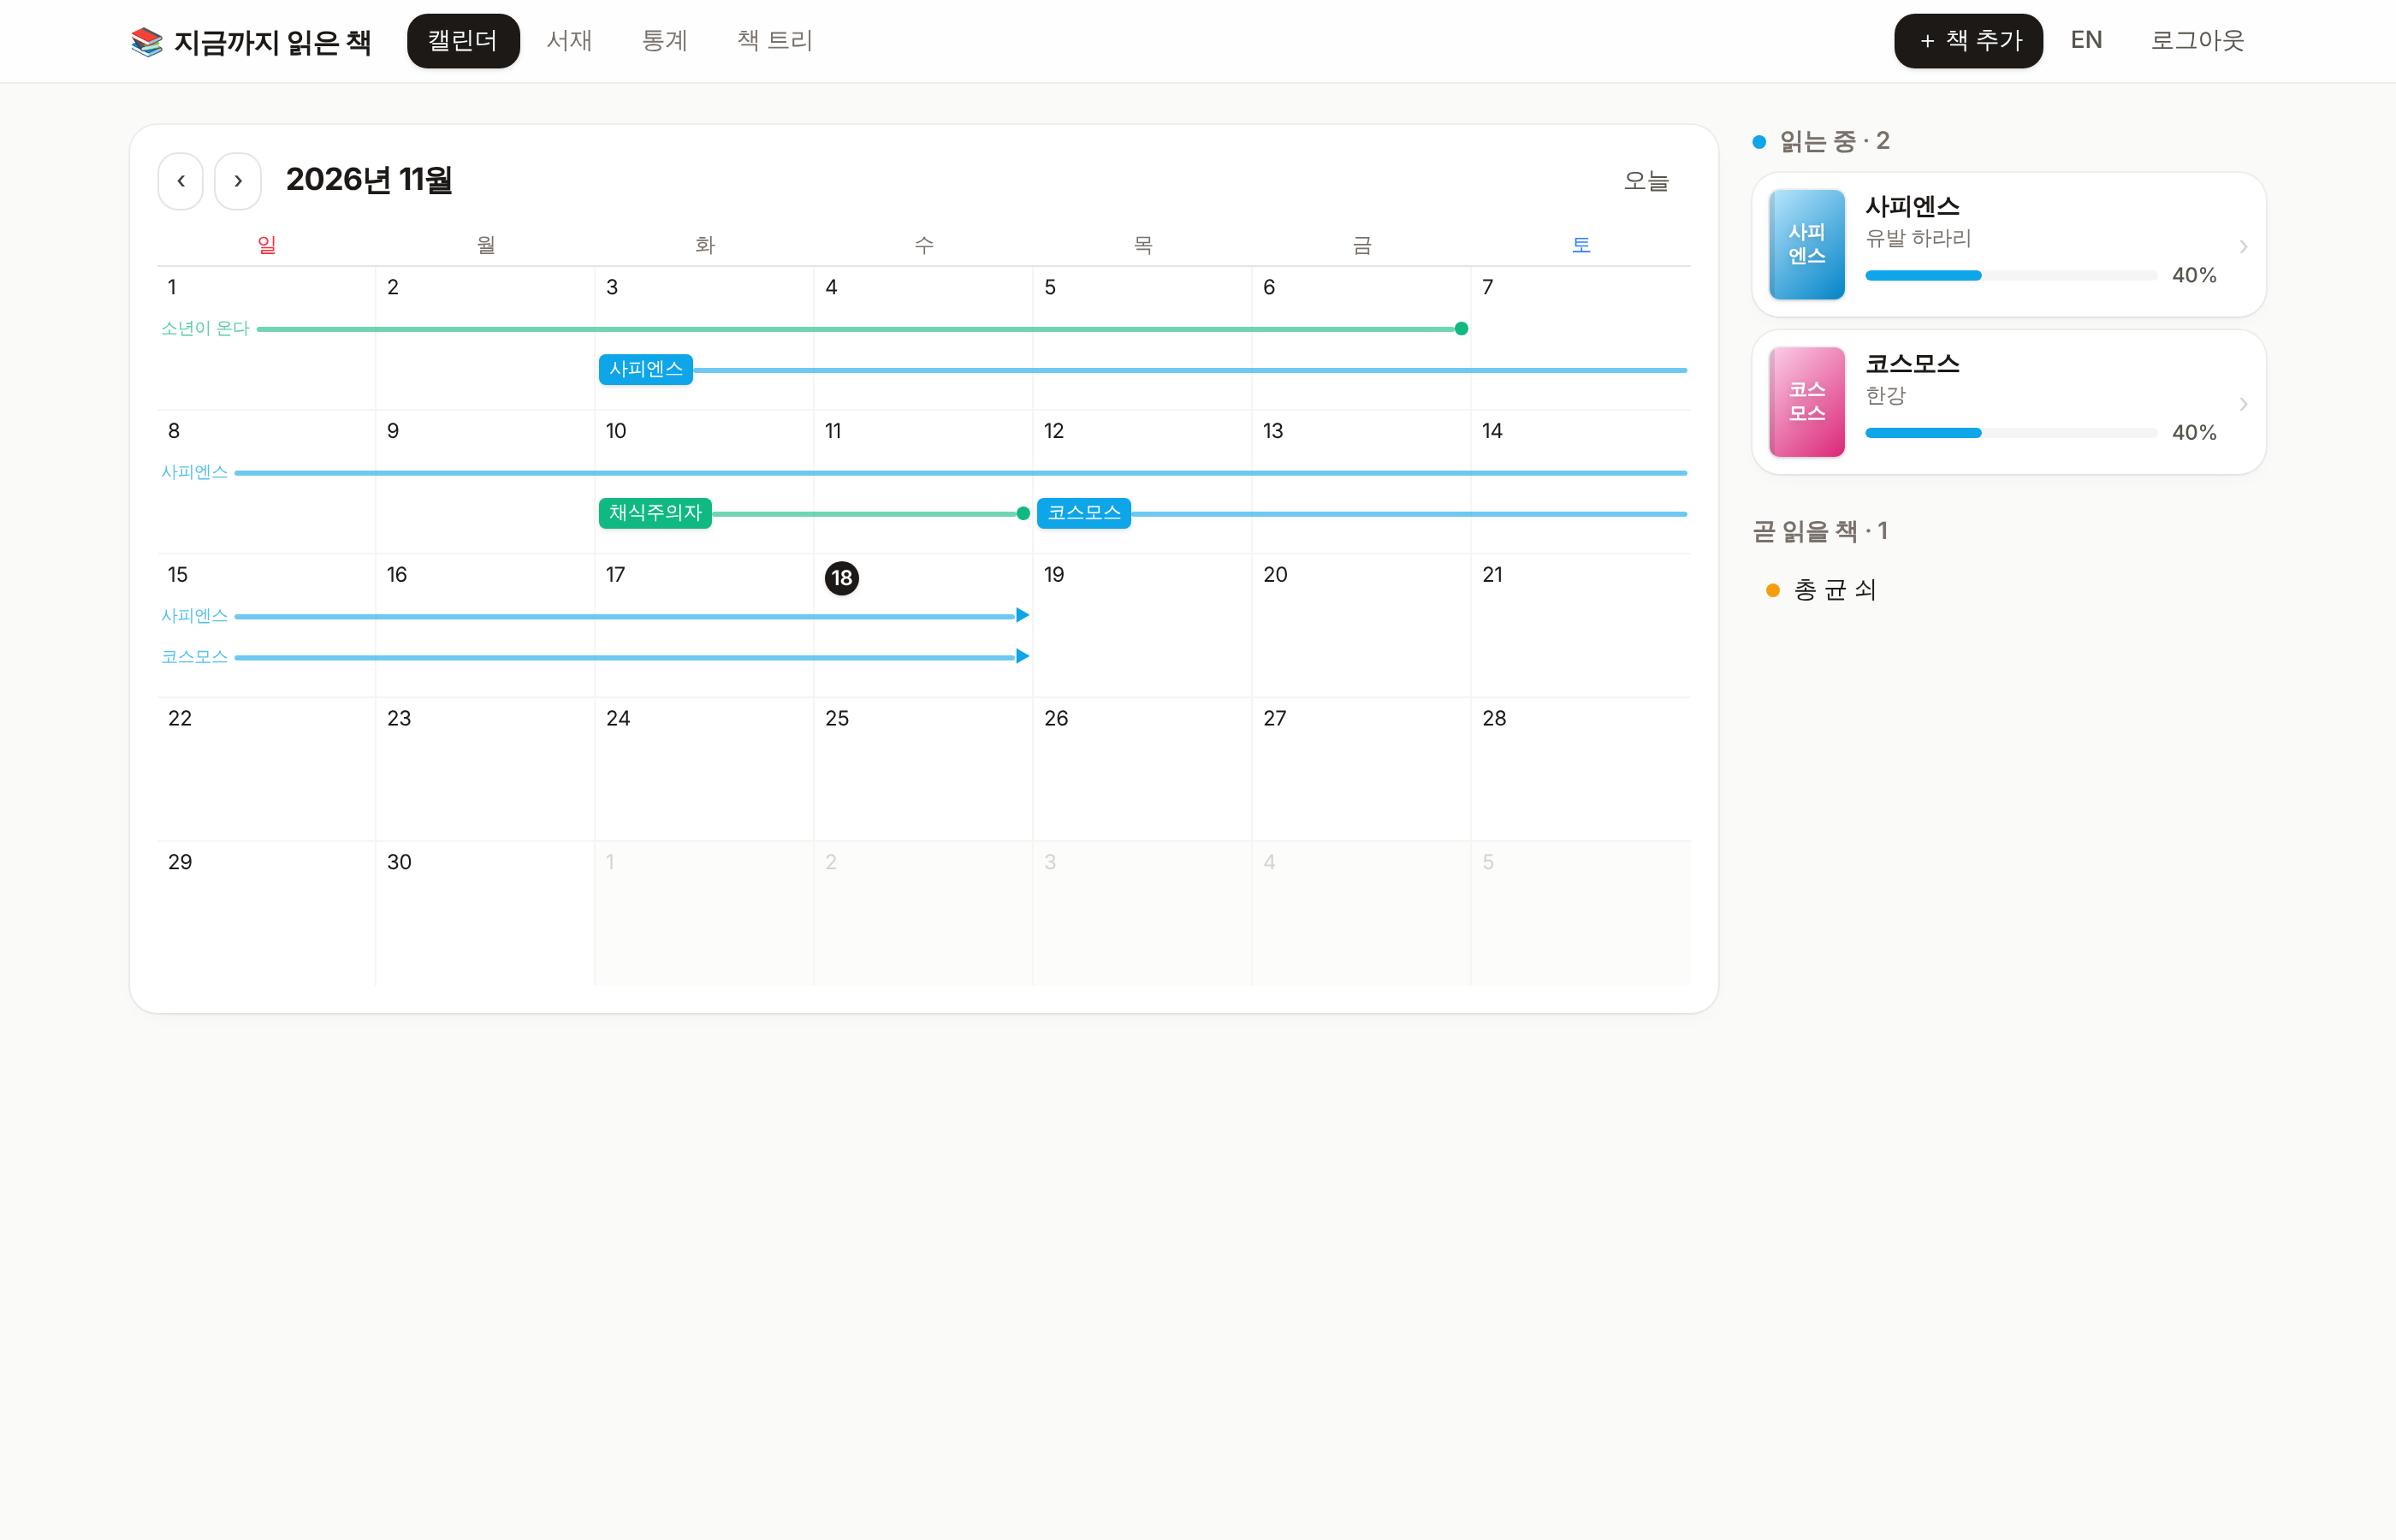 📚 지금까지 읽은 책 캘린더 서재 통계 책 트리 + 책 추가 EN 로그아웃
‹ › 2026년 11월 오늘
일 월 화 수 목 금 토
1 2 3 4 5 6 7
소년이 온다
사피엔스
8 9 10 11 12 13 14
사피엔스
채식주의자 코스모스
15 16 17 18 19 20 21
사피엔스
코스모스
22 23 24 25 26 27 28
29 30 1 2 3 4 5
읽는 중 · 2
사피
엔스
사피엔스
유발 하라리
40%
›
코스
모스
코스모스
한강
40%
›
곧 읽을 책 · 1
총 균 쇠